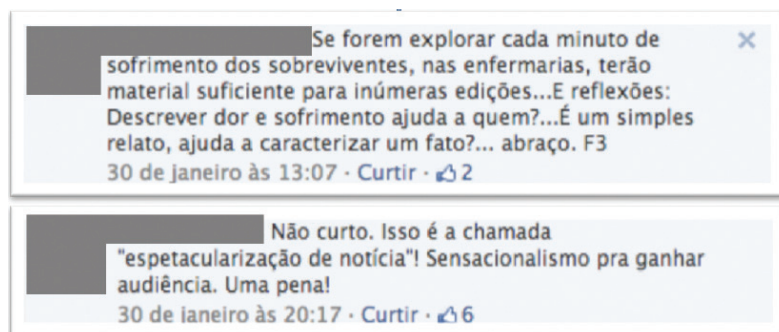 Se forem explorar cada minuto de
sofrimento dos sobreviventes, nas enfermarias, terão
material suficiente para inúmeras edições...E reflexões:
Descrever dor e sofrimento ajuda a quem?...É um simples
relato, ajuda a caracterizar um fato?... abraço. F3
30 de janeiro às 13:07 · Curtir · 2
Não curto. Isso é a chamada
"espetacularização de notícia"! Sensacionalismo pra ganhar
audiência. Uma pena!
30 de janeiro às 20:17 · Curtir · 6